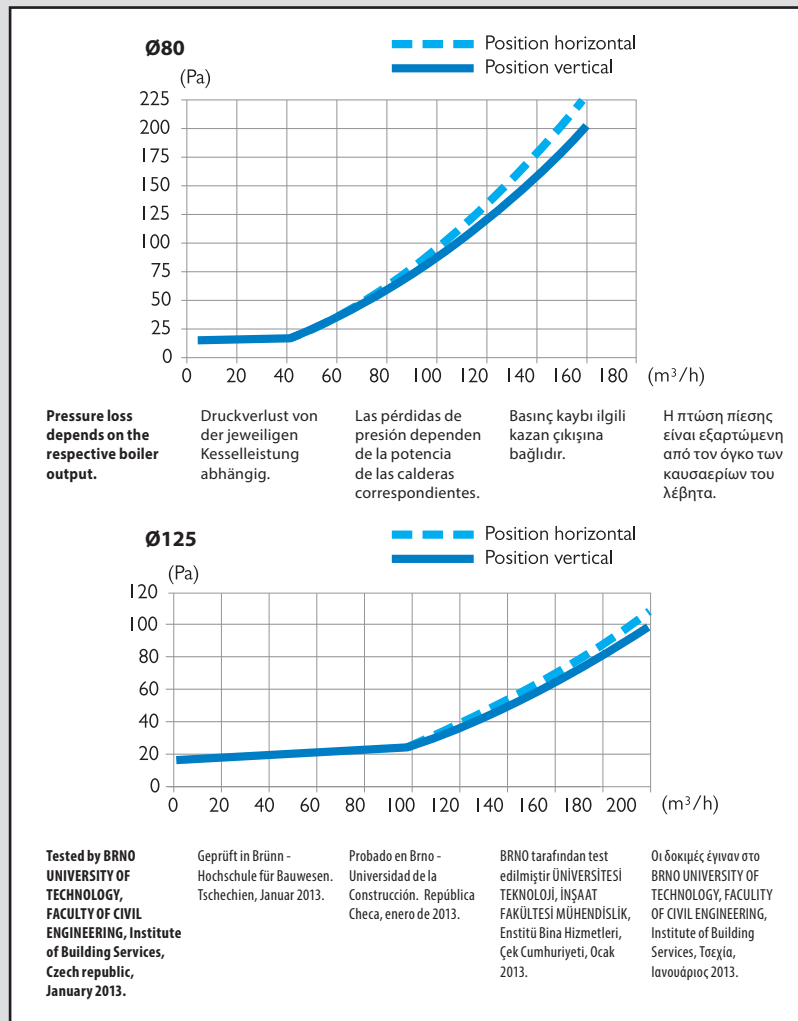 Ø80
Position horizontal
Position vertical
(Pa)
225
200
175
150
125
100
75
50
25
0
0 20 40 60 80 100 120 140 160 180 (m³/h)
Pressure loss
depends on the
respective boiler
output.
Druckverlust von
der jeweiligen
Kesselleistung
abhängig.
Las pérdidas de
presión dependen
de la potencia
de las calderas
correspondientes.
Basınç kaybı ilgili
kazan çıkışına
bağlıdır.
Η πτώση πίεσης
είναι εξαρτώμενη
από τον όγκο των
καυσαερίων του
λέβητα.
Ø125
Position horizontal
Position vertical
(Pa)
120
100
80
60
40
20
0
0 20 40 60 80 100 120 140 160 180 200 (m³/h)
Tested by BRNO
UNIVERSITY OF
TECHNOLOGY,
FACULTY OF CIVIL
ENGINEERING, Institute
of Building Services,
Czech republic,
January 2013.
Geprüft in Brünn -
Hochschule für Bauwesen.
Tschechien, Januar 2013.
Probado en Brno -
Universidad de la
Construcción. República
Checa, enero de 2013.
BRNO tarafından test
edilmiştir ÜNİVERSİTESİ
TEKNOLOJİ, İNŞAAT
FAKÜLTESİ MÜHENDİSLİK,
Enstitü Bina Hizmetleri,
Çek Cumhuriyeti, Ocak
2013.
Οι δοκιμές έγιναν στο
BRNO UNIVERSITY OF
TECHNOLOGY, FACULITY
OF CIVIL ENGINEERING,
Institute of Building
Services, Τσεχία,
Ιανουάριος 2013.